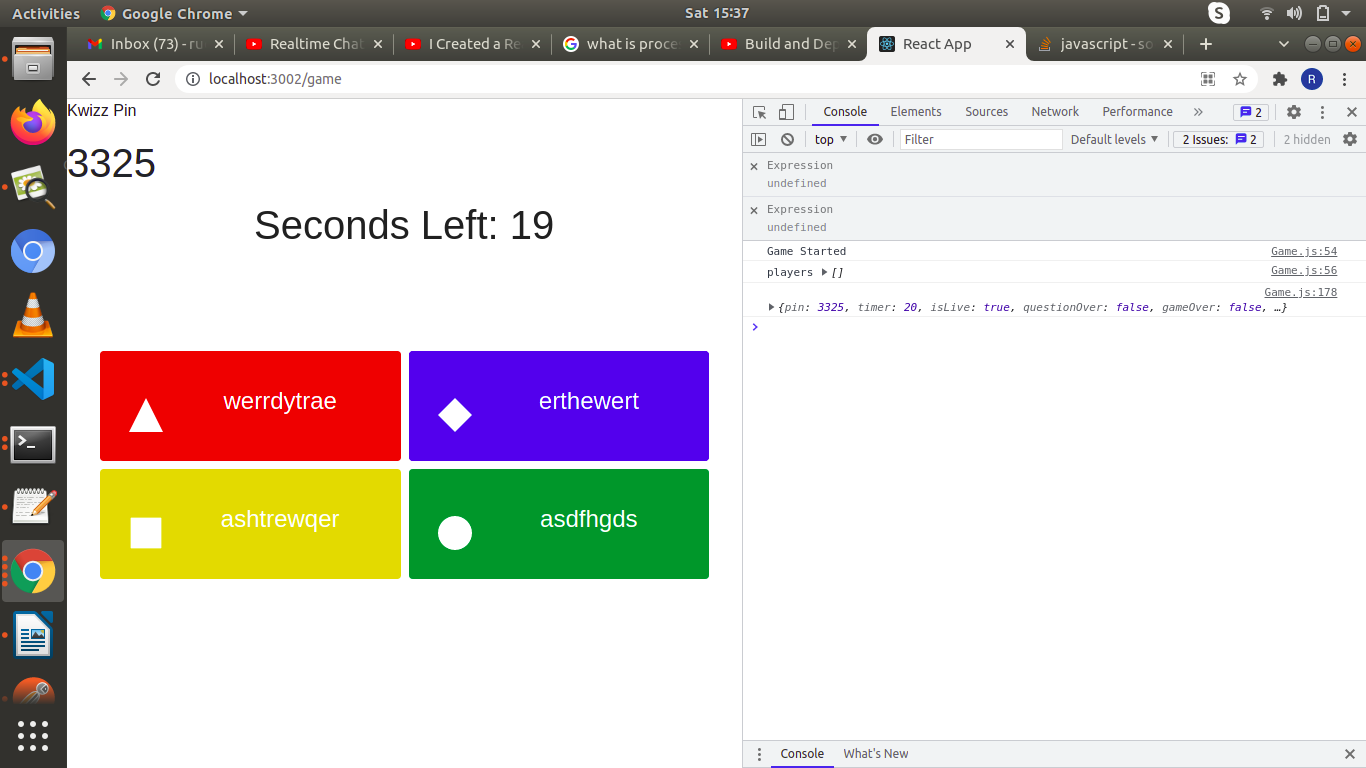 Activities
Google Chrome
Sat 15:37
S
Inbox (73) - ru
Realtime Cha
I Created a Re
what is proce
Build and Dep
React App
javascript - so
localhost:3002/game
R
Kwizz Pin
3325
Seconds Left: 19
werrdytrae
erthewert
ashtrewqer
asdfhgds
Console Elements Sources Network Performance » 2
top Filter Default levels 2 Issues: 2 2 hidden
Expression
undefined
Expression
undefined
Game Started Game.js:54
players [] Game.js:56
Game.js:178
{pin: 3325, timer: 20, isLive: true, questionOver: false, gameOver: false, …}
Console What's New